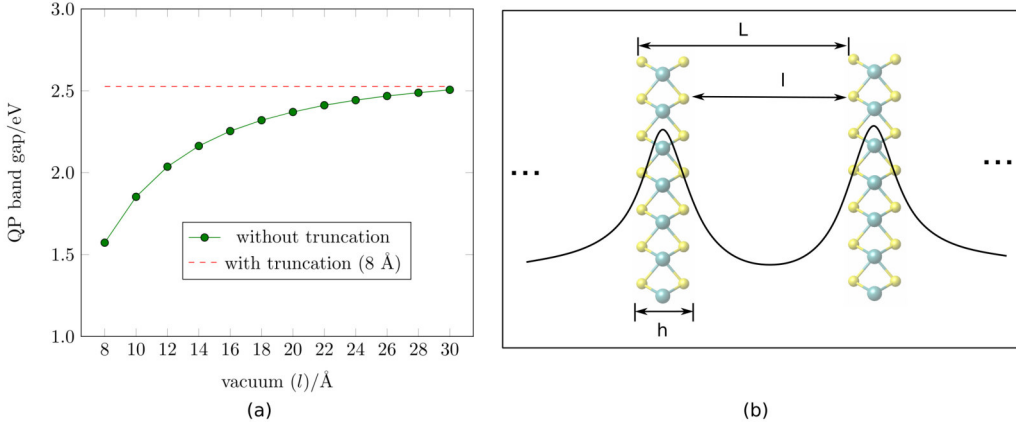 3.0
2.5
2.0
1.5
1.0
QP band gap/eV
8 10 12 14 16 18 20 22 24 26 28 30
vacuum (l)/Å
without truncation
with truncation (8 Å)
(a)
L
l
...
...
h
(b)